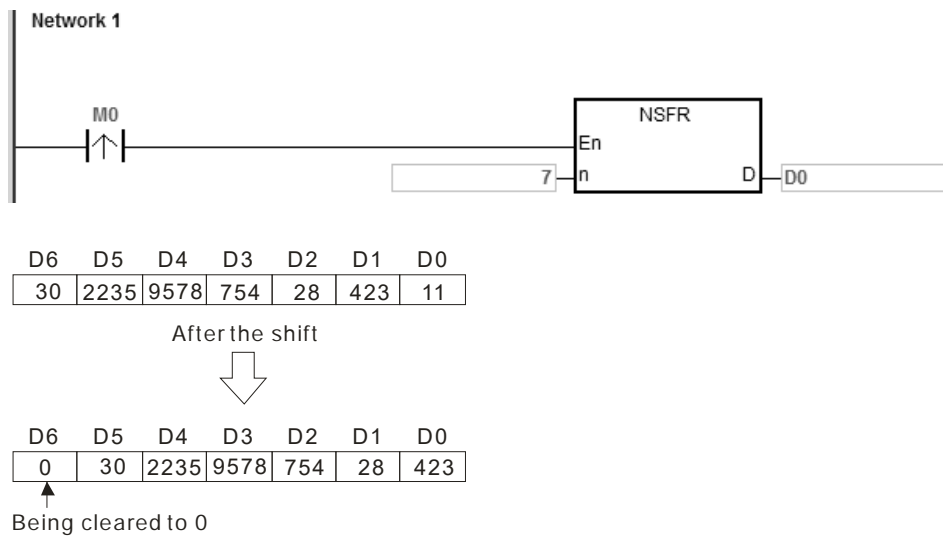 Network 1
M0
NSFR
En
7 n D D0
D6 D5 D4 D3 D2 D1 D0
30 2235 9578 754 28 423 11
After the shift
D6 D5 D4 D3 D2 D1 D0
0 30 2235 9578 754 28 423
Being cleared to 0